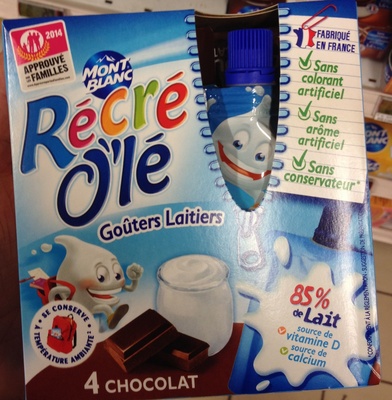 2014
APPROUVÉ
PAR LES FAMILLES
MONT
BLANC
Récré
O'lé
Goûters Laitiers
FABRIQUÉ
EN FRANCE
Sans
colorant
artificiel
Sans
arôme
artificiel
Sans
conservateur*
85%
de Lait
source de
vitamine D
source de
calcium
SE CONSERVE
À TEMPÉRATURE AMBIANTE
4 CHOCOLAT